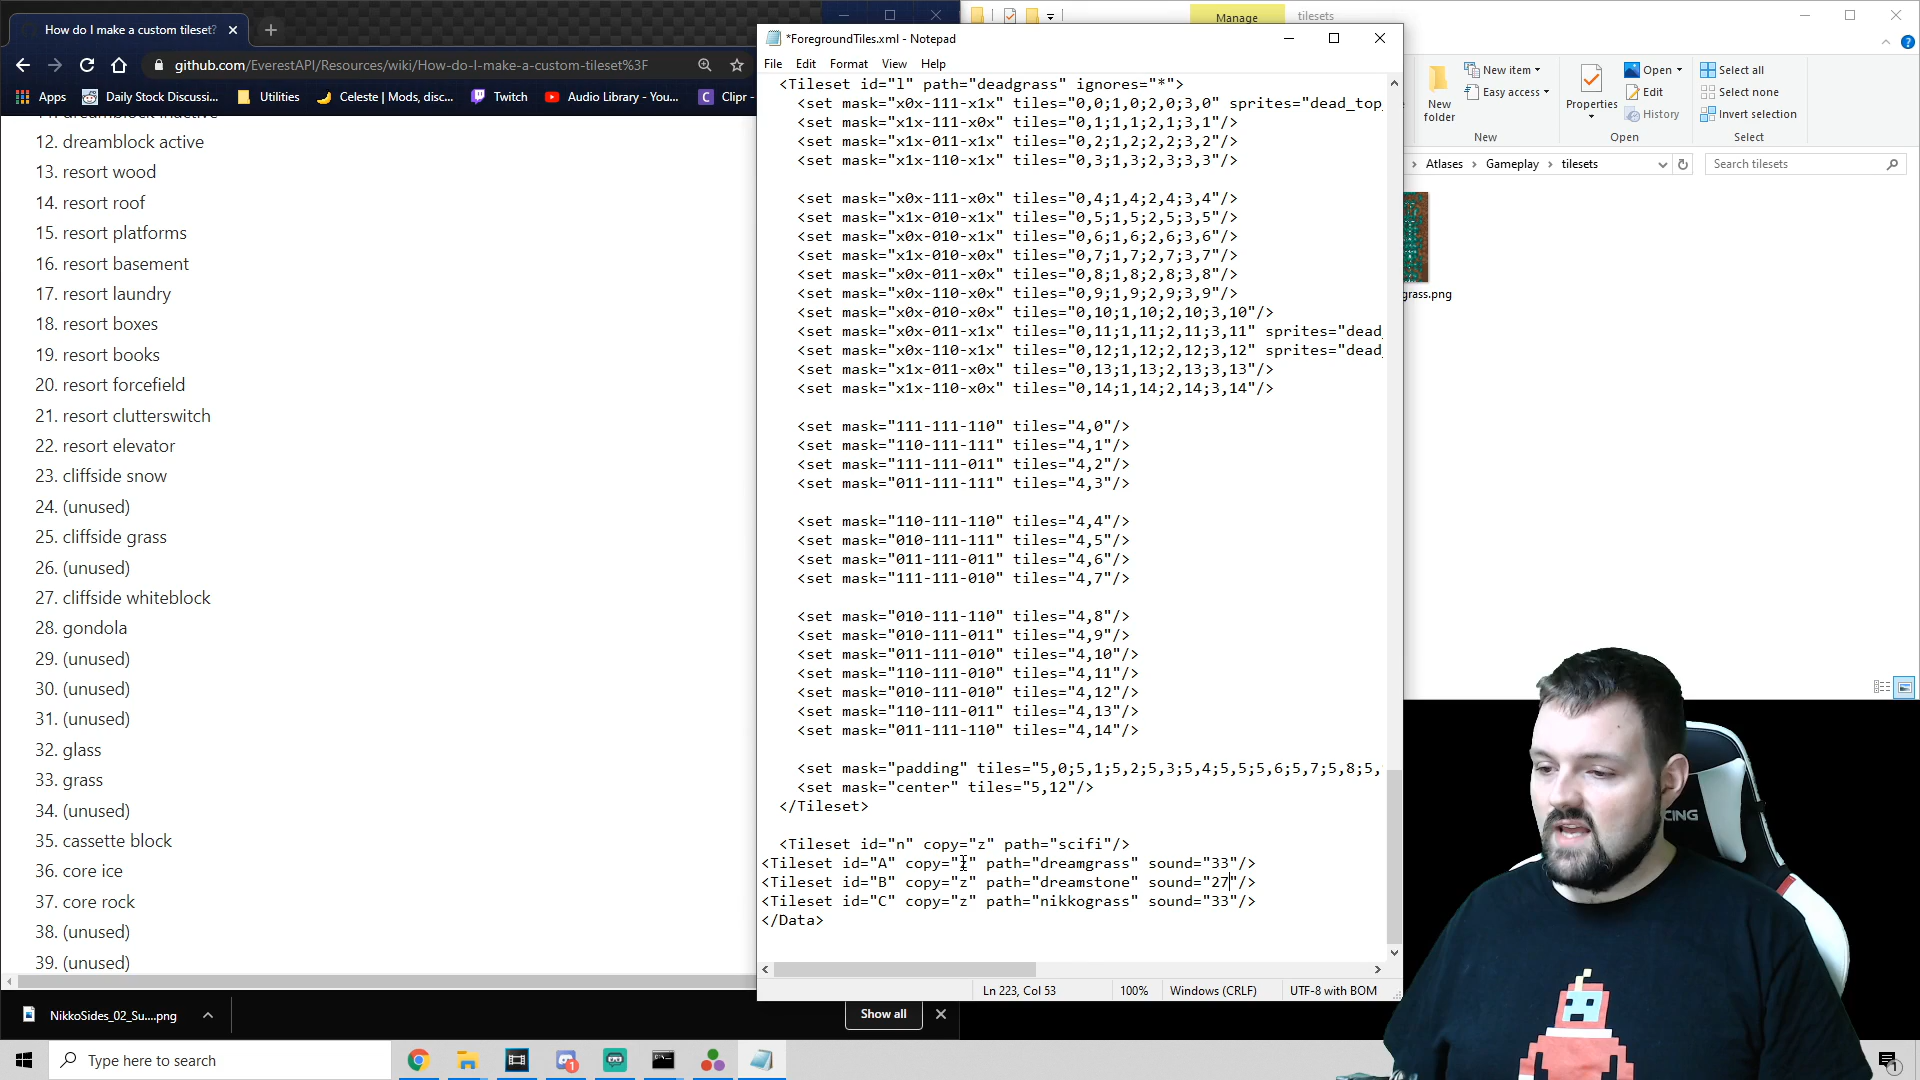 How do I make a custom tileset?
github.com/EverestAPI/Resources/wiki/How-do-I-make-a-custom-tileset%3F
Apps
Daily Stock Discussi...
Utilities
Celeste | Mods, disc...
Twitch
Audio Library - You...
Clipr -
11. dreamblock inactive
12. dreamblock active
13. resort wood
14. resort roof
15. resort platforms
16. resort basement
17. resort laundry
18. resort boxes
19. resort books
20. resort forcefield
21. resort clutterswitch
22. resort elevator
23. cliffside snow
24. (unused)
25. cliffside grass
26. (unused)
27. cliffside whiteblock
28. gondola
29. (unused)
30. (unused)
31. (unused)
32. glass
33. grass
34. (unused)
35. cassette block
36. core ice
37. core rock
38. (unused)
39. (unused)
NikkoSides_02_Su....png
Show all
*ForegroundTiles.xml - Notepad
File Edit Format View Help
<Tileset id="l" path="deadgrass" ignores="*">
<set mask="x0x-111-x1x" tiles="0,0;1,0;2,0;3,0" sprites="dead_top
<set mask="x1x-111-x0x" tiles="0,1;1,1;2,1;3,1"/>
<set mask="x1x-011-x1x" tiles="0,2;1,2;2,2;3,2"/>
<set mask="x1x-110-x1x" tiles="0,3;1,3;2,3;3,3"/>
<set mask="x0x-111-x0x" tiles="0,4;1,4;2,4;3,4"/>
<set mask="x1x-010-x1x" tiles="0,5;1,5;2,5;3,5"/>
<set mask="x0x-010-x1x" tiles="0,6;1,6;2,6;3,6"/>
<set mask="x1x-010-x0x" tiles="0,7;1,7;2,7;3,7"/>
<set mask="x0x-011-x0x" tiles="0,8;1,8;2,8;3,8"/>
<set mask="x0x-110-x0x" tiles="0,9;1,9;2,9;3,9"/>
<set mask="x0x-010-x0x" tiles="0,10;1,10;2,10;3,10"/>
<set mask="x0x-011-x1x" tiles="0,11;1,11;2,11;3,11" sprites="dead_
<set mask="x0x-110-x1x" tiles="0,12;1,12;2,12;3,12" sprites="dead_
<set mask="x1x-011-x0x" tiles="0,13;1,13;2,13;3,13"/>
<set mask="x1x-110-x0x" tiles="0,14;1,14;2,14;3,14"/>
<set mask="111-111-110" tiles="4,0"/>
<set mask="110-111-111" tiles="4,1"/>
<set mask="111-111-011" tiles="4,2"/>
<set mask="011-111-111" tiles="4,3"/>
<set mask="110-111-110" tiles="4,4"/>
<set mask="010-111-111" tiles="4,5"/>
<set mask="011-111-011" tiles="4,6"/>
<set mask="111-111-010" tiles="4,7"/>
<set mask="010-111-110" tiles="4,8"/>
<set mask="010-111-011" tiles="4,9"/>
<set mask="011-111-010" tiles="4,10"/>
<set mask="110-111-010" tiles="4,11"/>
<set mask="010-111-010" tiles="4,12"/>
<set mask="110-111-011" tiles="4,13"/>
<set mask="011-111-110" tiles="4,14"/>
<set mask="padding" tiles="5,0;5,1;5,2;5,3;5,4;5,5;5,6;5,7;5,8;5,
<set mask="center" tiles="5,12"/>
</Tileset>
<Tileset id="n" copy="z" path="scifi"/>
<Tileset id="A" copy="z" path="dreamgrass" sound="33"/>
<Tileset id="B" copy="z" path="dreamstone" sound="27"/>
<Tileset id="C" copy="z" path="nikkograss" sound="33"/>
</Data>
Ln 223, Col 53 100% Windows (CRLF) UTF-8 with BOM
Manage tilesets
New folder
New item
Easy access
New
Properties
Open
Edit
History
Open
Select all
Select none
Invert selection
Select
Atlases Gameplay tilesets
Search tilesets
grass.png
CING
Type here to search
1
1